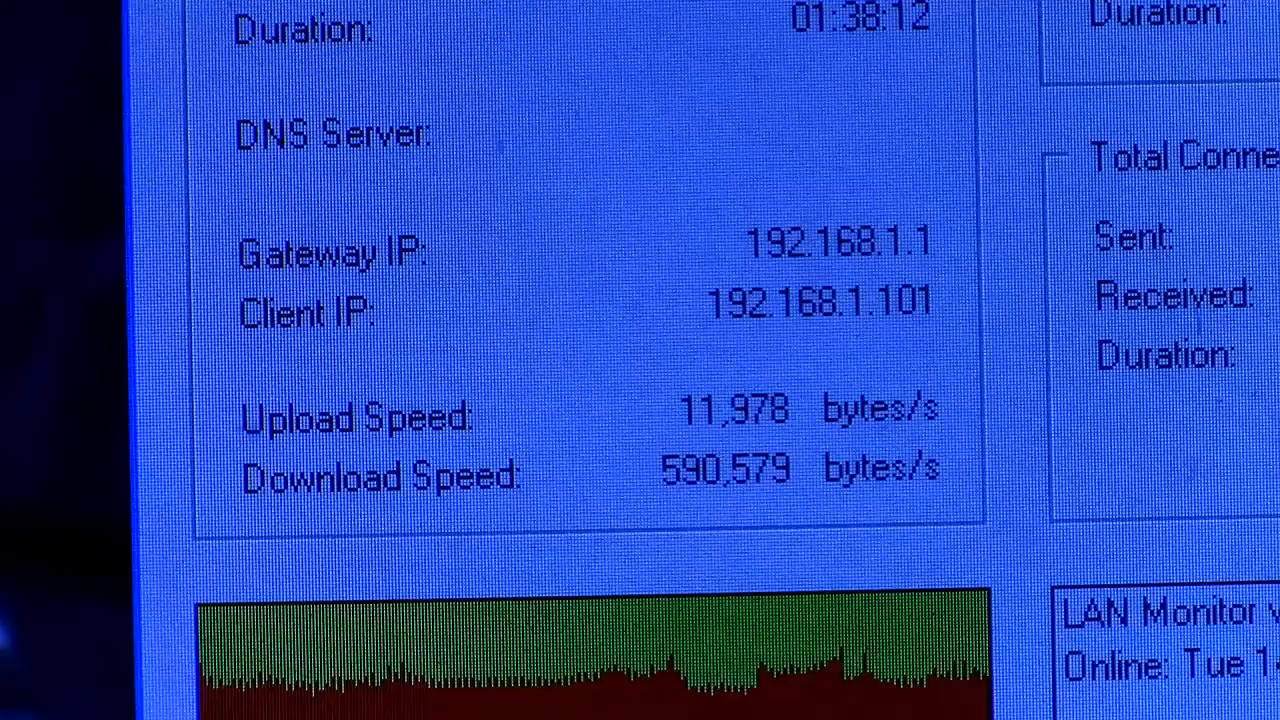 Duration: 01:38:12
DNS Server:
Gateway IP: 192.168.1.1
Client IP: 192.168.1.101
Upload Speed: 11,978 bytes/s
Download Speed: 590,579 bytes/s
Duration:
Total Conne
Sent:
Received:
Duration:
LAN Monitor v
Online: Tue 1